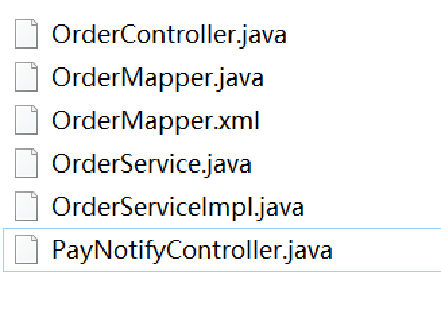 OrderController.java
OrderMapper.java
OrderMapper.xml
OrderService.java
OrderServiceImpl.java
PayNotifyController.java